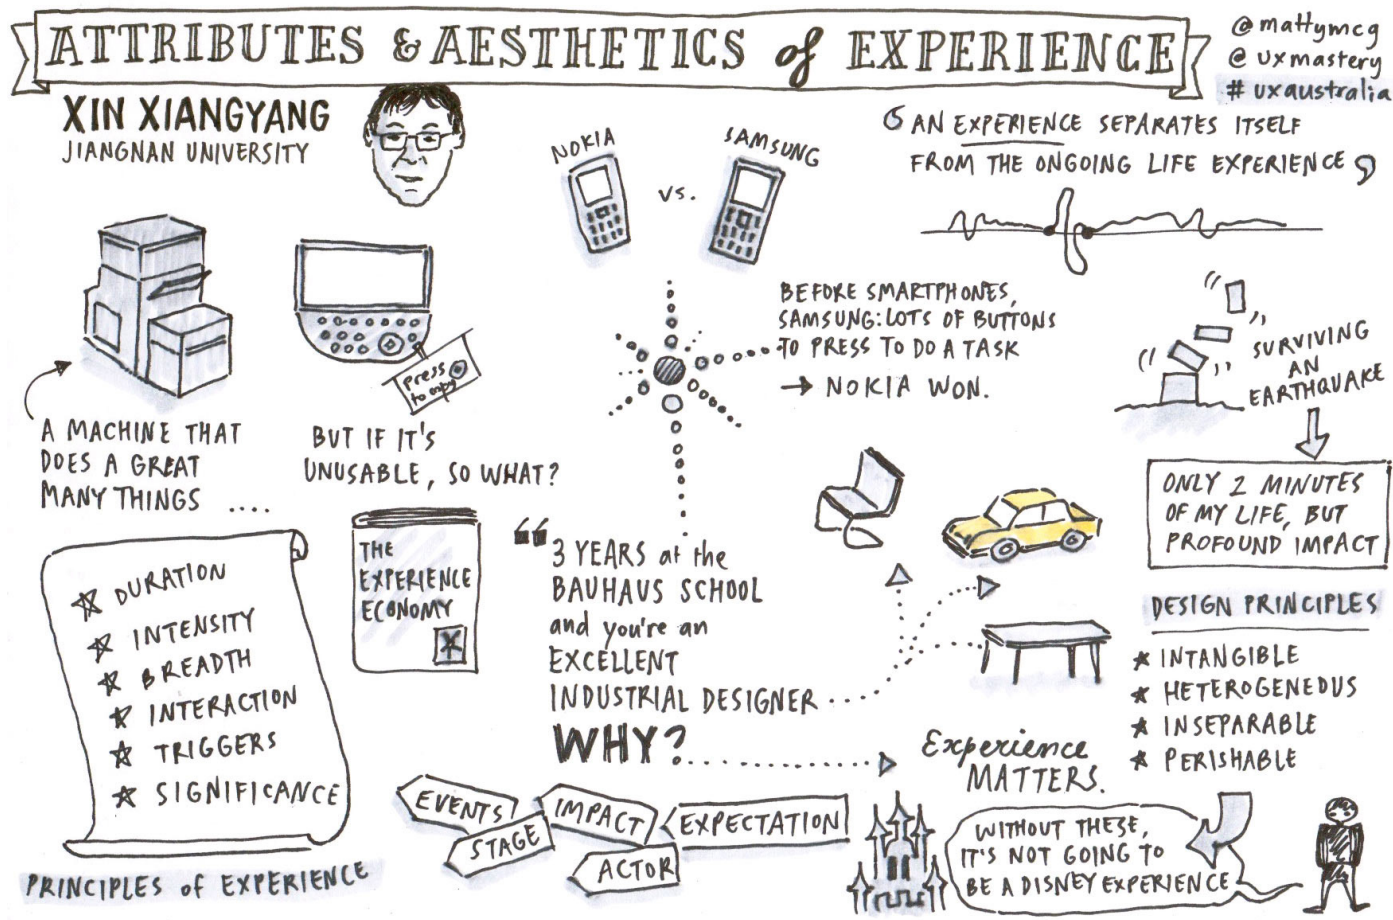 ATTRIBUTES & AESTHETICS of EXPERIENCE
@mattymcg
@uxmastery
#uxaustralia
XIN XIANGYANG
JIANGNAN UNIVERSITY
NOKIA
vs.
SAMSUNG
AN EXPERIENCE SEPARATES ITSELF
FROM THE ONGOING LIFE EXPERIENCE
A MACHINE THAT
DOES A GREAT
MANY THINGS ....
Press
to
BUT IF IT'S
UNUSABLE, SO WHAT?
BEFORE SMARTPHONES,
SAMSUNG: LOTS OF BUTTONS
TO PRESS TO DO A TASK
→ NOKIA WON.
SURVIVING
AN
EARTHQUAKE
ONLY 2 MINUTES
OF MY LIFE, BUT
PROFOUND IMPACT
DURATION
INTENSITY
BREADTH
INTERACTION
TRIGGERS
SIGNIFICANCE
PRINCIPLES of EXPERIENCE
THE
EXPERIENCE
ECONOMY
“ 3 YEARS at the
BAUHAUS SCHOOL
and you're an
EXCELLENT
INDUSTRIAL DESIGNER
WHY?
DESIGN PRINCIPLES
INTANGIBLE
HETEROGENEOUS
INSEPARABLE
PERISHABLE
Experience
MATTERS.
EVENTS
STAGE
IMPACT
ACTOR
EXPECTATION
WITHOUT THESE,
IT'S NOT GOING TO
BE A DISNEY EXPERIENCE